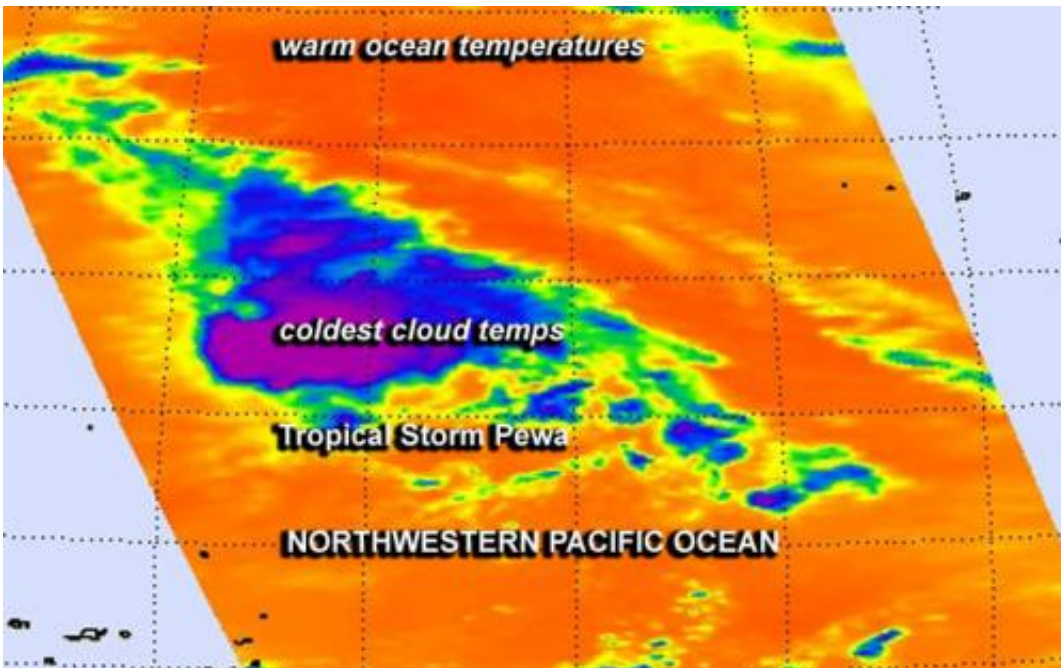 warm ocean temperatures
coldest cloud temps
Tropical Storm Pewa
NORTHWESTERN PACIFIC OCEAN